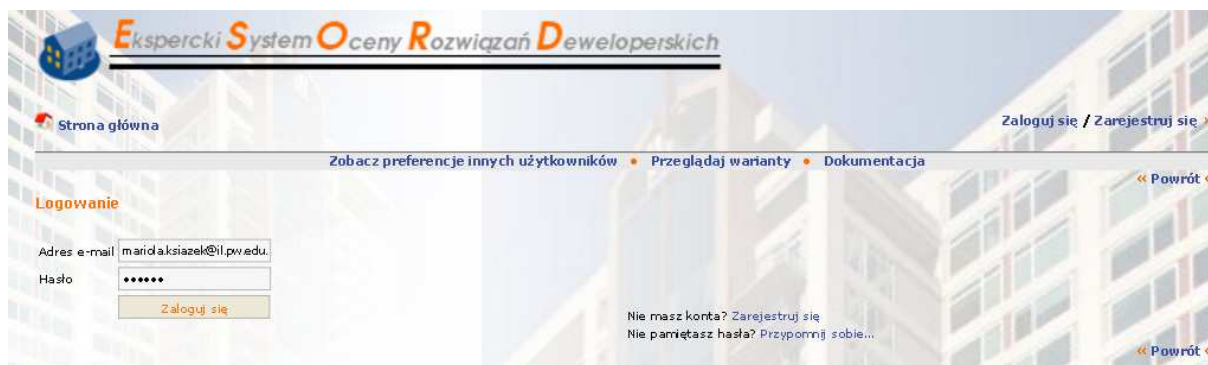 Ekspercki System Oceny Rozwiązań Deweloperskich
Strona główna
Zaloguj się / Zarejestruj się
Zobacz preferencje innych użytkowników • Przeglądaj warianty • Dokumentacja
« Powrót «
Logowanie
Adres e-mail mariola.ksiazek@il.pw.edu.
Hasło ••••••
Zaloguj się
Nie masz konta? Zarejestruj się
Nie pamiętasz hasła? Przypomnij sobie...
« Powrót «